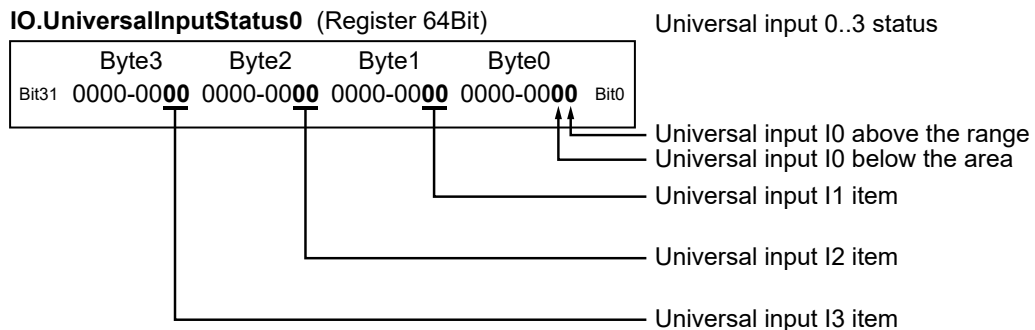 IO.UniversalInputStatus0 (Register 64Bit) Universal input 0..3 status
Byte3 Byte2 Byte1 Byte0
Bit31 0000-0000 0000-0000 0000-0000 0000-0000 Bit0
Universal input I0 above the range
Universal input I0 below the area
Universal input I1 item
Universal input I2 item
Universal input I3 item